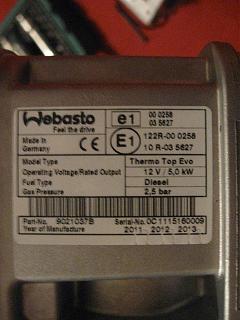 Webasto
Feel the drive
e1 00 0258
03 5627
Made in
Germany
CE
E1 122R-00 0258
10 R-03 5627
Model Type Thermo Top Evo
Operating Voltage/Rated Output 12 V / 5,0 kW
Fuel Type Diesel
Gas Pressure 2,5 bar
Part-No. 9021037B Serial-No. 0C1115160009
Year of Manufacture 2011 2012 2013